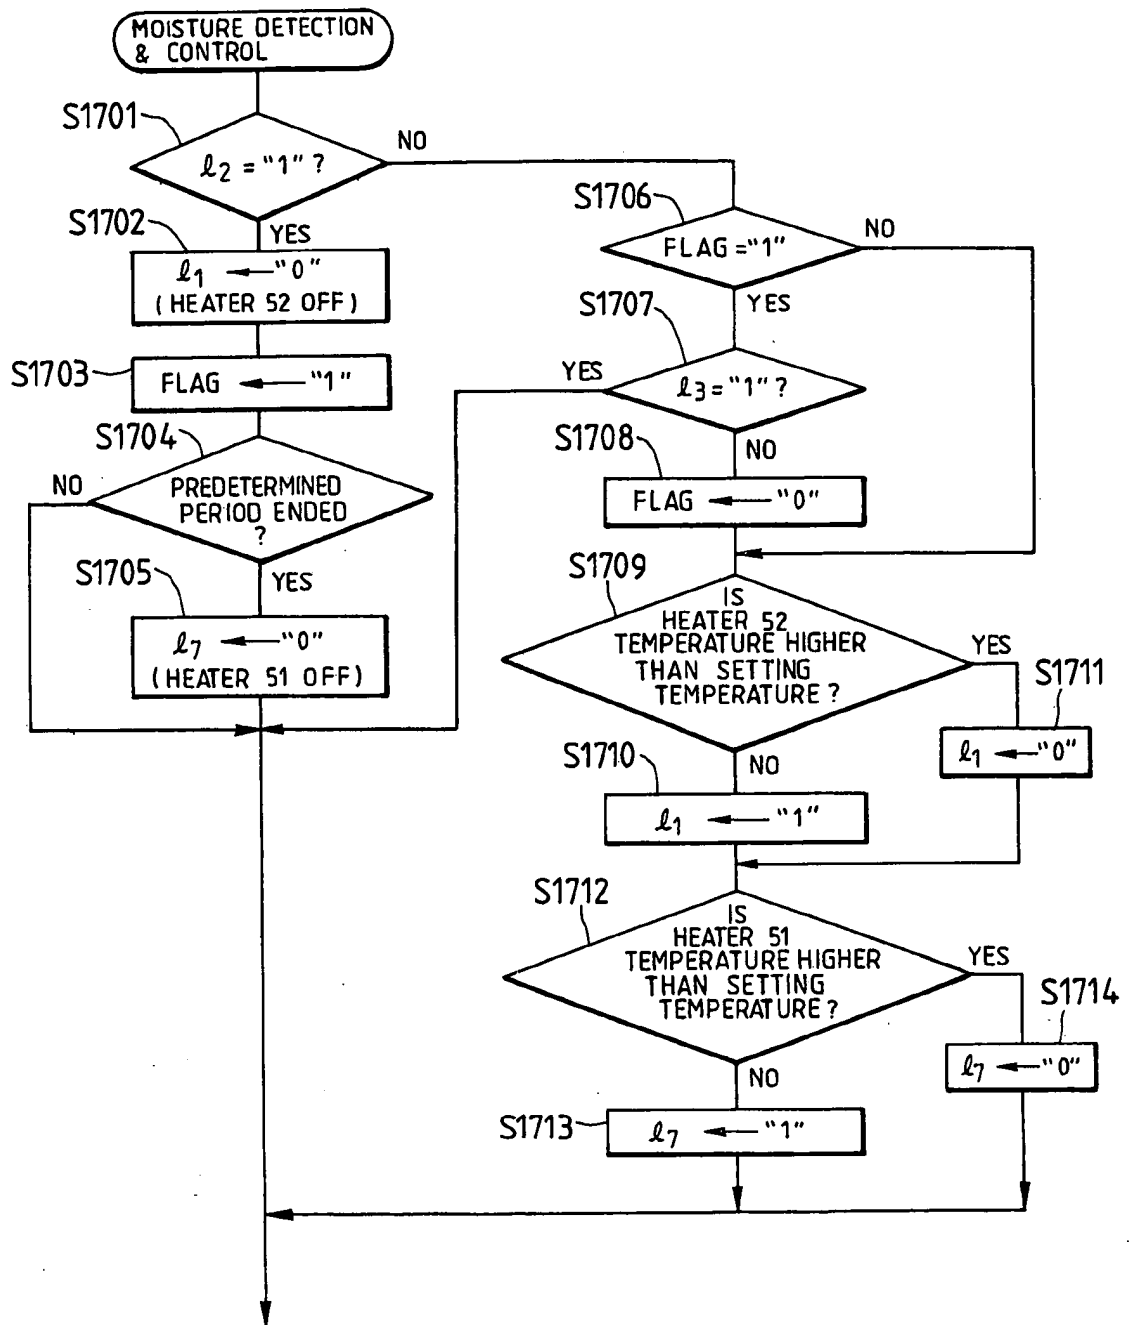 MOISTURE DETECTION
& CONTROL
S1701
ℓ2 = "1" ?
NO
YES
S1702
ℓ1 ← "0"
(HEATER 52 OFF)
S1703
FLAG ← "1"
S1704
PREDETERMINED
PERIOD ENDED
?
NO
YES
S1705
ℓ7 ← "0"
(HEATER 51 OFF)
S1706
FLAG = "1"
NO
YES
S1707
ℓ3 = "1" ?
YES
NO
S1708
FLAG ← "0"
S1709
IS
HEATER 52
TEMPERATURE HIGHER
THAN SETTING
TEMPERATURE ?
YES
NO
S1711
ℓ1 ← "0"
S1710
ℓ1 ← "1"
S1712
IS
HEATER 51
TEMPERATURE HIGHER
THAN SETTING
TEMPERATURE ?
YES
NO
S1714
ℓ7 ← "0"
S1713
ℓ7 ← "1"